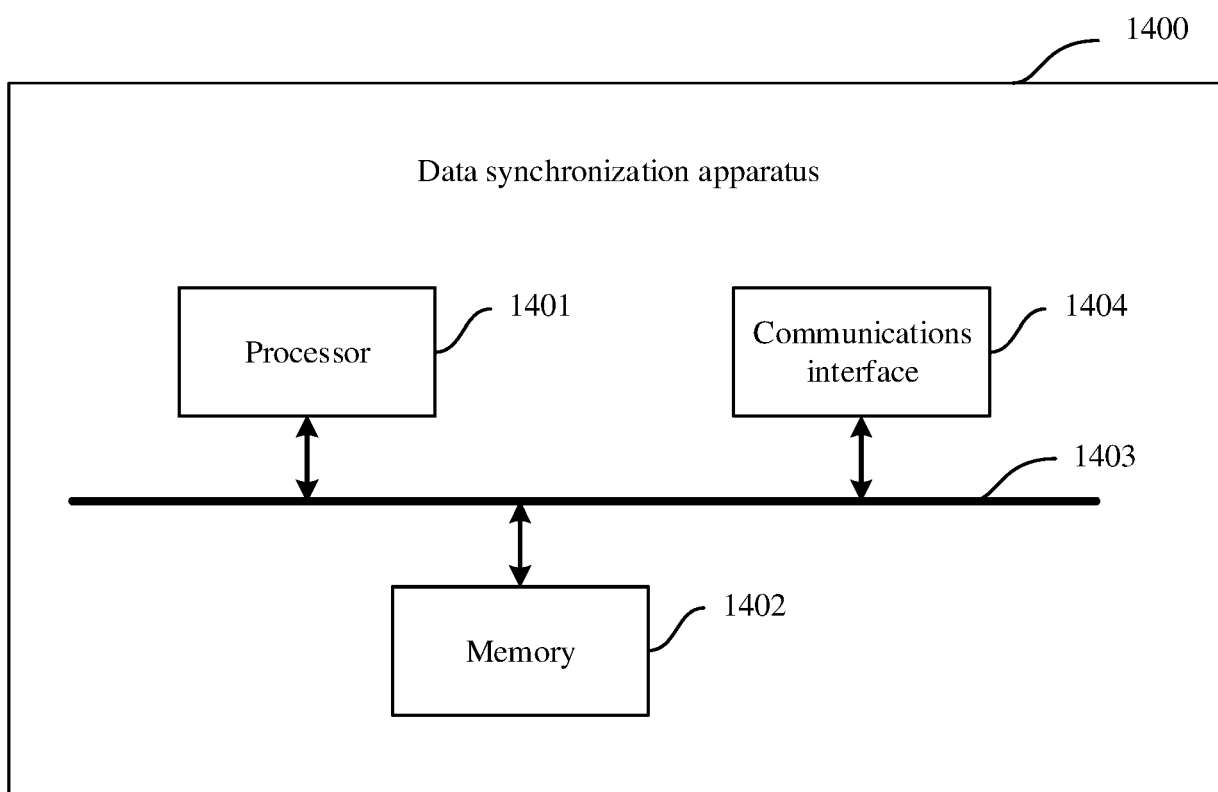 1400
Data synchronization apparatus
1401
Processor
1404
Communications
interface
1403
1402
Memory